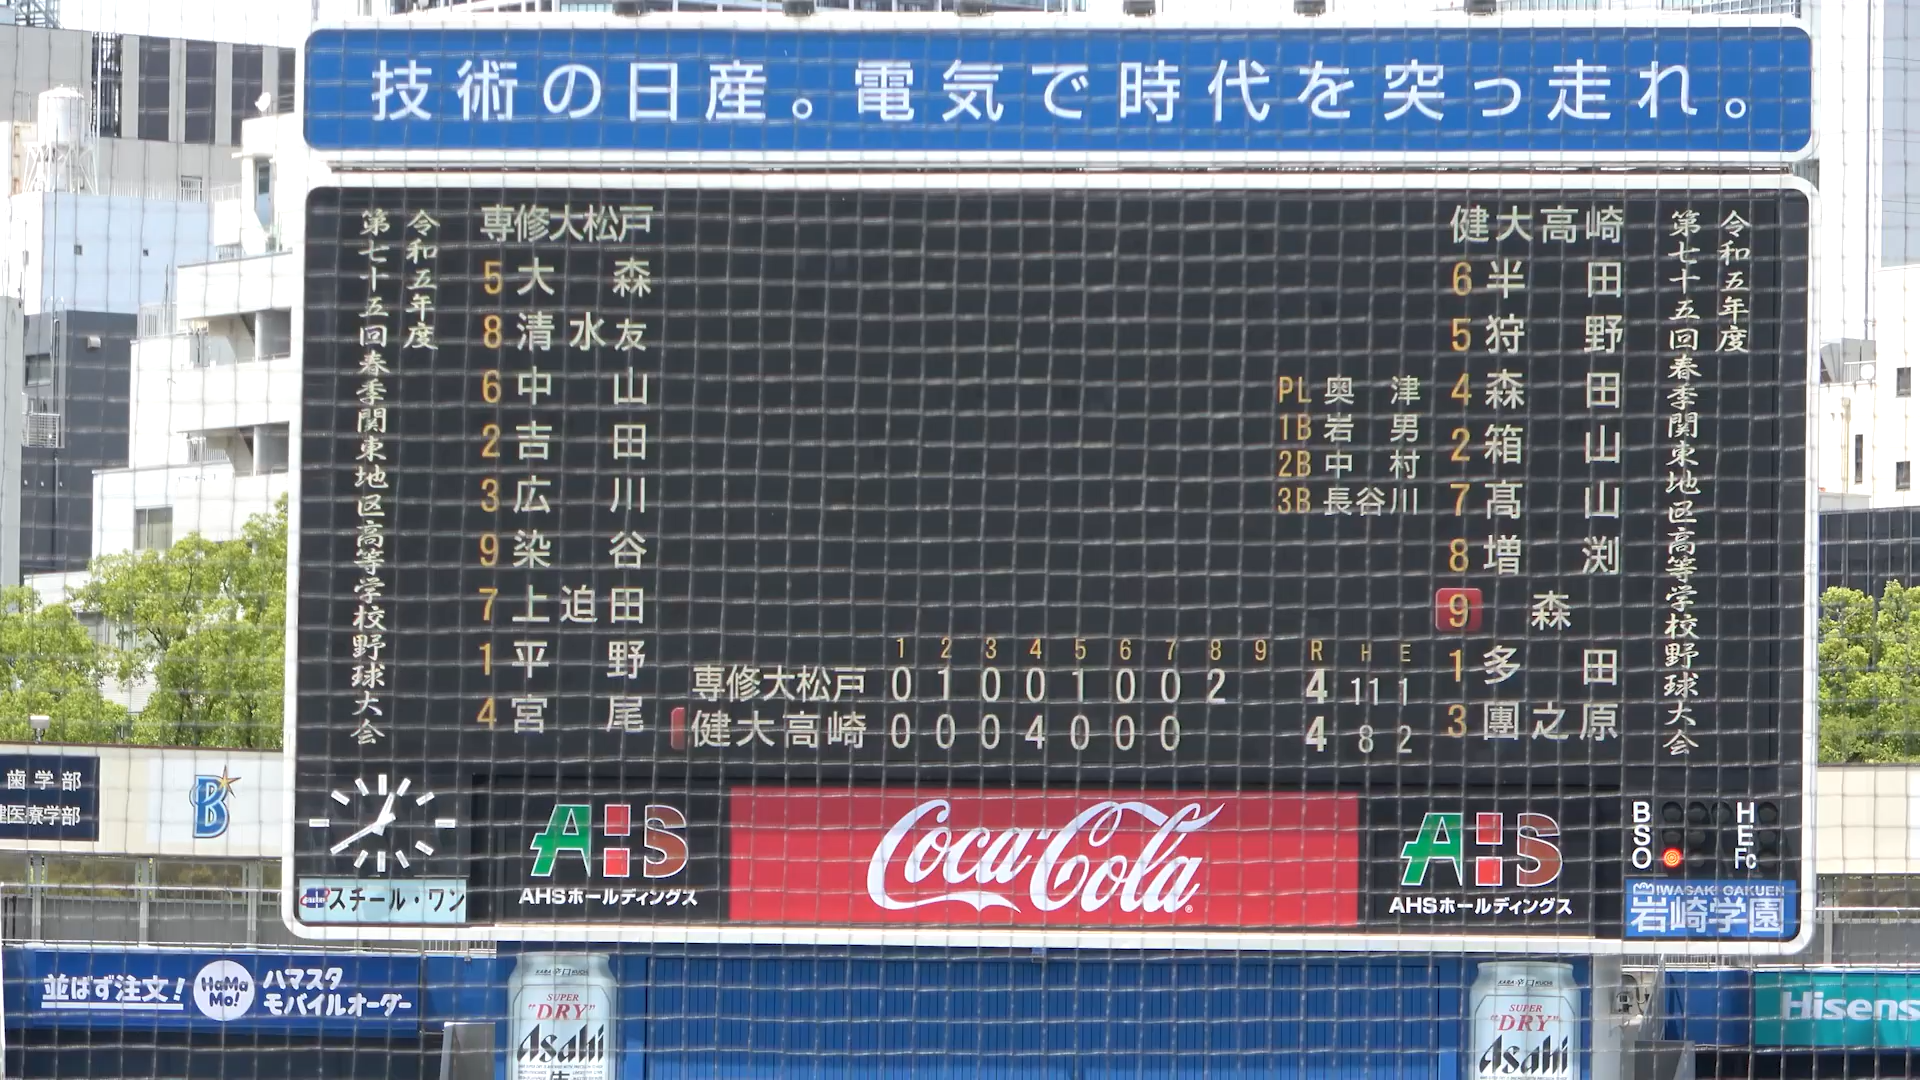 技術の日産。電気で時代を突っ走れ。
令和五年度
第七十五回春季関東地区高等学校野球大会
専修大松戸
5 大森
8 清水友
6 中山
2 吉田
3 広川
9 染谷
7 上迫田
1 平野
4 宮尾
PL 奥津
1B 岩男
2B 中村
3B 長谷川
健大高崎
6 半田
5 狩野
4 森田
2 箱山
7 髙山
8 増渕
9 森
1 多田
3 團之原
令和五年度
第七十五回春季関東地区高等学校野球大会
1 2 3 4 5 6 7 8 9 R H E
専修大松戸 0 1 0 0 1 0 0 2 4 11 1
健大高崎 0 0 0 4 0 0 0 4 8 2
スチール・ワン
AHS
AHSホールディングス
Coca-Cola
AHS
AHSホールディングス
B H
S E
O Fc
IWASAKI GAKUEN
岩崎学園
歯学部
健医療学部
B
並ばず注文!
HaMa Mo!
ハマスタ
モバイルオーダー
KARA-辛口-KUCHI
SUPER
"DRY"
Asahi
生
KARA-辛口-KUCHI
SUPER
"DRY"
Asahi
Hisens